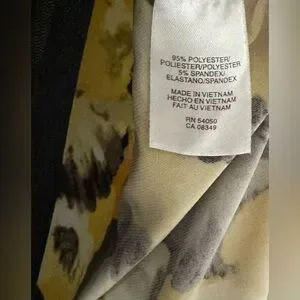 95% POLYESTER/
POLIESTER/POLYESTER
5% SPANDEX/
ELASTANO/SPANDEX
MADE IN VIETNAM
HECHO EN VIETNAM
FAIT AU VIETNAM
RN 54050
CA 08349